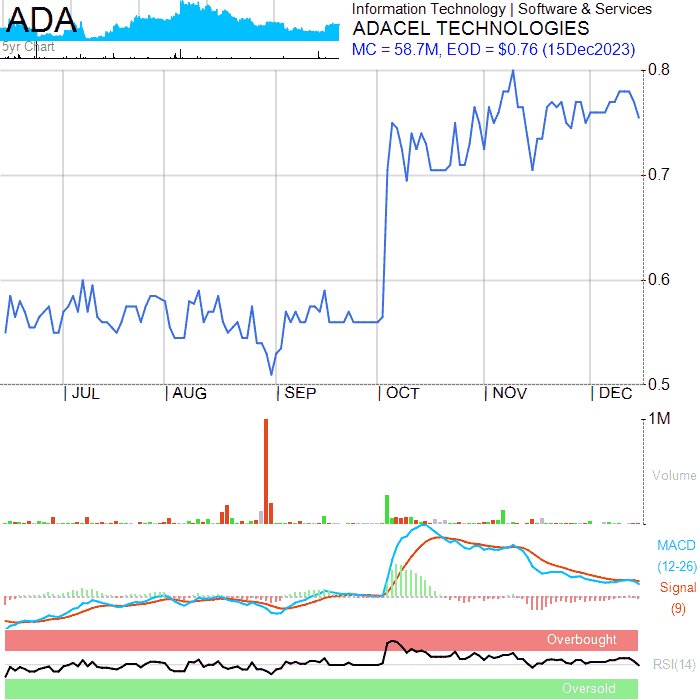 ADA
5yr Chart
Information Technology | Software & Services
ADACEL TECHNOLOGIES
MC = 58.7M, EOD = $0.76 (15Dec2023)
0.8
0.7
0.6
0.5
| JUL | AUG | SEP | OCT | NOV | DEC
1M
Volume
MACD
(12-26)
Signal
(9)
Overbought
RSI(14)
Oversold